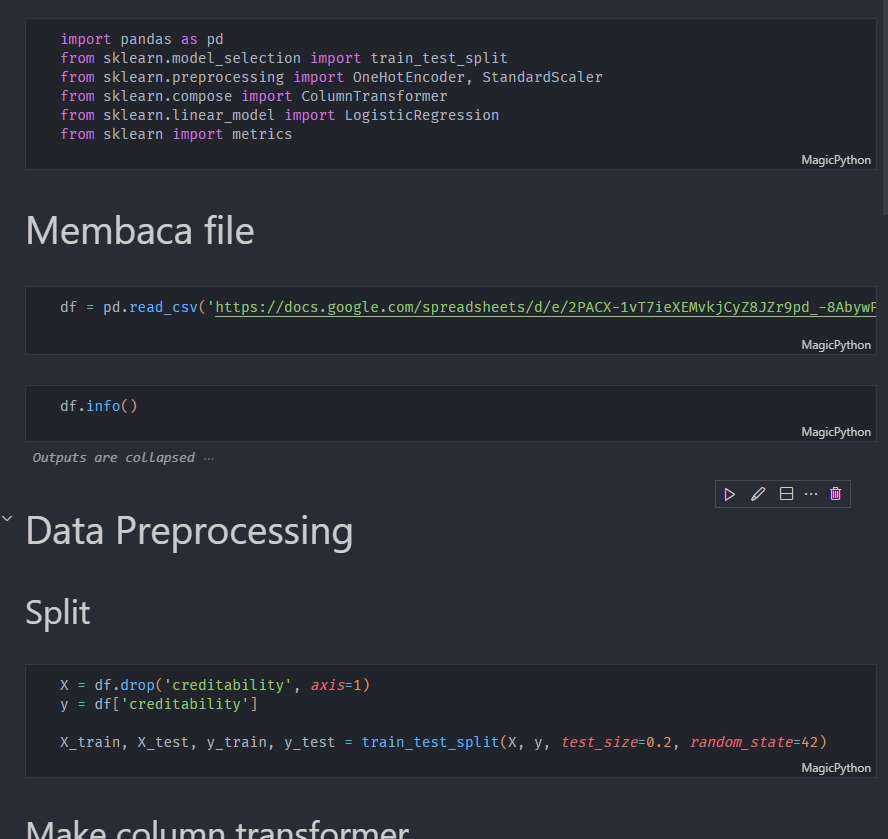 import pandas as pd
from sklearn.model_selection import train_test_split
from sklearn.preprocessing import OneHotEncoder, StandardScaler
from sklearn.compose import ColumnTransformer
from sklearn.linear_model import LogisticRegression
from sklearn import metrics
MagicPython
Membaca file
df = pd.read_csv('https://docs.google.com/spreadsheets/d/e/2PACX-1vT7ieXEMvkjCyZ8JZr9pd_-8Abyw
MagicPython
df.info()
MagicPython
Outputs are collapsed ...
Data Preprocessing
Split
X = df.drop('creditability', axis=1)
y = df['creditability']
X_train, X_test, y_train, y_test = train_test_split(X, y, test_size=0.2, random_state=42)
MagicPython
Make column transformer